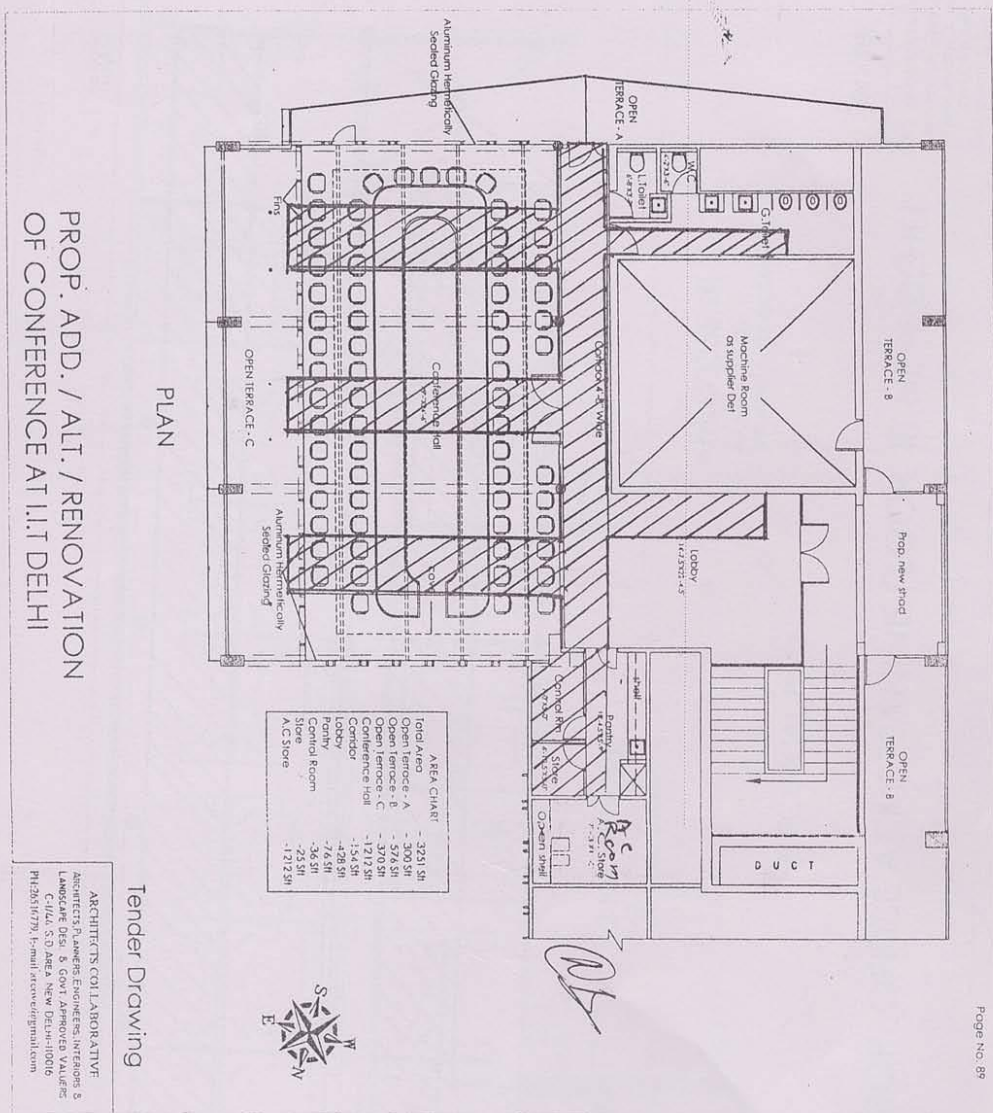 Page No. 89
OPEN
TERRACE - B
Prop. new shad
OPEN
TERRACE - B
OPEN
TERRACE - A
W.C
L.Toilet
G.Toilet
Machine Room
as supplier Det
Lobby
DUCT
Corridor
Wide
shelf
Pantry
Control Rm
Store
AC
ROOM
A.C. Store
Open shelf
Aluminum Hermetically
Sealed Glazing
Conference Hall
Fins
OPEN TERRACE - C
Aluminum Hermetically
Sealed Glazing
PLAN
AREA CHART
Total Area - 3251 Sft
Open Terrace - A - 300 Sft
Open Terrace - B - 576 Sft
Open Terrace - C - 370 Sft
Conference Hall - 1212 Sft
Corridor - 154 Sft
Lobby - 428 Sft
Pantry - 76 Sft
Control Room - 36 Sft
Store - 25 Sft
A.C Store - 1212 Sft
S
W
E
N
PROP. ADD. / ALT. / RENOVATION
OF CONFERENCE AT I.I.T DELHI
Tender Drawing
ARCHITECTS COLLABORATIVE
ARCHITECTS,PLANNERS,ENGINEERS,INTERIORS &
LANDSCAPE DESI. & GOVT. APPROVED VALUERS
C-1/44 S.D.AREA NEW DELHI-110016